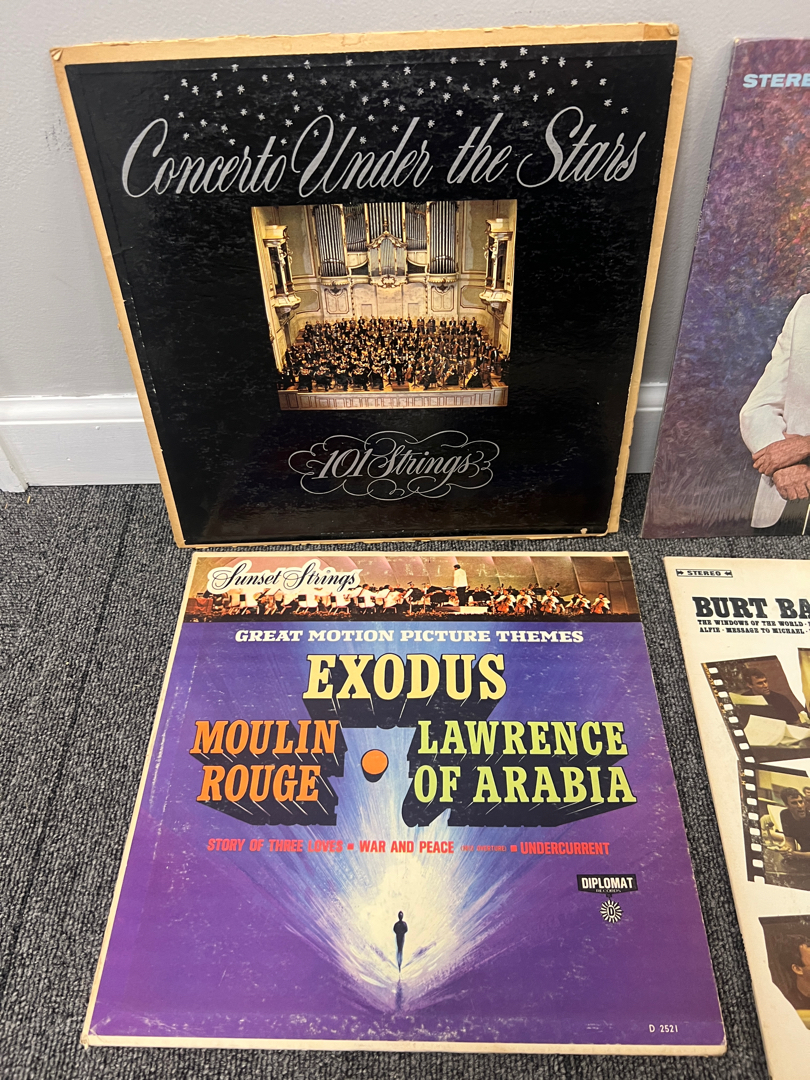 Concerto Under the Stars
101 Strings
STERE
Sunset Strings
GREAT MOTION PICTURE THEMES
EXODUS
MOULIN ROUGE
LAWRENCE OF ARABIA
STORY OF THREE LOVES ■ WAR AND PEACE ■ UNDERCURRENT
DIPLOMAT
RECORDS
D
D 2521
STEREO
BURT BA
THE WINDOWS OF THE WORLD
ALFIE · MESSAGE TO MICHAEL